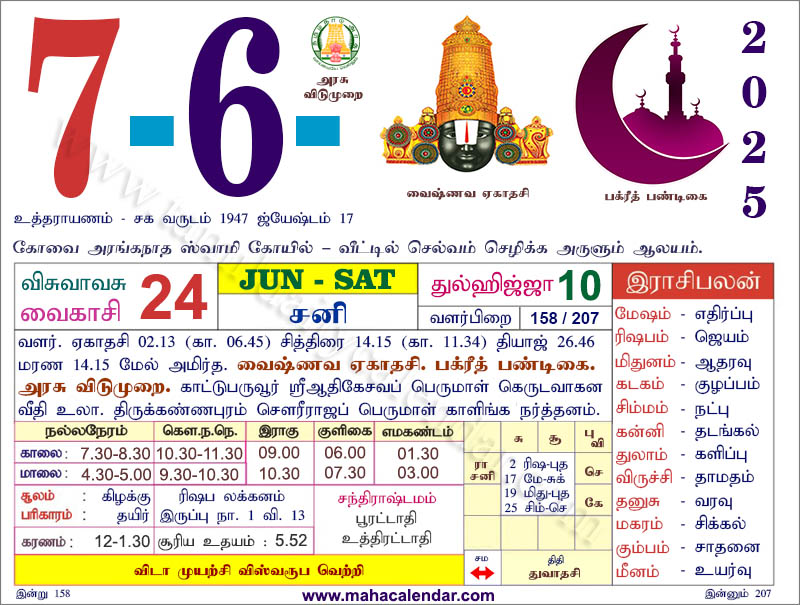 7-6-
2025
அரசு
விடுமுறை
வைஷ்ணவ ஏகாதசி
பக்ரீத் பண்டிகை
உத்தராயணம் - சக வருடம் 1947 ஜ்யேஷ்டம் 17
கோவை அரங்கநாத ஸ்வாமி கோயில் – வீட்டில் செல்வம் செழிக்க அருளும் ஆலயம்.
விசுவாவசு
வைகாசி 24
JUN - SAT
சனி
துல்ஹிஜ்ஜா 10
வளர்பிறை 158 / 207
வளர். ஏகாதசி 02.13 (கா. 06.45) சித்திரை 14.15 (கா. 11.34) தியாஜ் 26.46
மரண 14.15 மேல் அமிர்த. வைஷ்ணவ ஏகாதசி. பக்ரீத் பண்டிகை.
அரசு விடுமுறை. காட்டுபருவூர் ஸ்ரீஆதிகேசவப் பெருமாள் கெருடவாகன
வீதி உலா. திருக்கண்ணபுரம் சௌரிராஜப் பெருமாள் காளிங்க நர்த்தனம்.
நல்லநேரம் கௌ.ந.நெ. இராகு குளிகை எமகண்டம்
காலை: 7.30-8.30 10.30-11.30 09.00 06.00 01.30
மாலை: 4.30-5.00 9.30-10.30 10.30 07.30 03.00
சூலம் : கிழக்கு
பரிகாரம் : தயிர்
ரிஷப லக்கனம்
இருப்பு நா. 1 வி. 13
சந்திராஷ்டமம்
பூரட்டாதி
உத்திரட்டாதி
கரணம் : 12-1.30 சூரிய உதயம் : 5.52
விடா முயற்சி விஸ்வரூப வெற்றி
சு சூ பு வி
ரா சனி
2 ரிஷ-புத
17 மே-சுக்
19 மிது-புத
25 சிம்-செ
செ
கே
சம
திதி
துவாதசி
இராசிபலன்
மேஷம் - எதிர்ப்பு
ரிஷபம் - ஜெயம்
மிதுனம் - ஆதரவு
கடகம் - குழப்பம்
சிம்மம் - நட்பு
கன்னி - தடங்கல்
துலாம் - களிப்பு
விருச்சி - தாமதம்
தனுசு - வரவு
மகரம் - சிக்கல்
கும்பம் - சாதனை
மீனம் - உயர்வு
இன்று 158
www.mahacalendar.com
இன்னும் 207